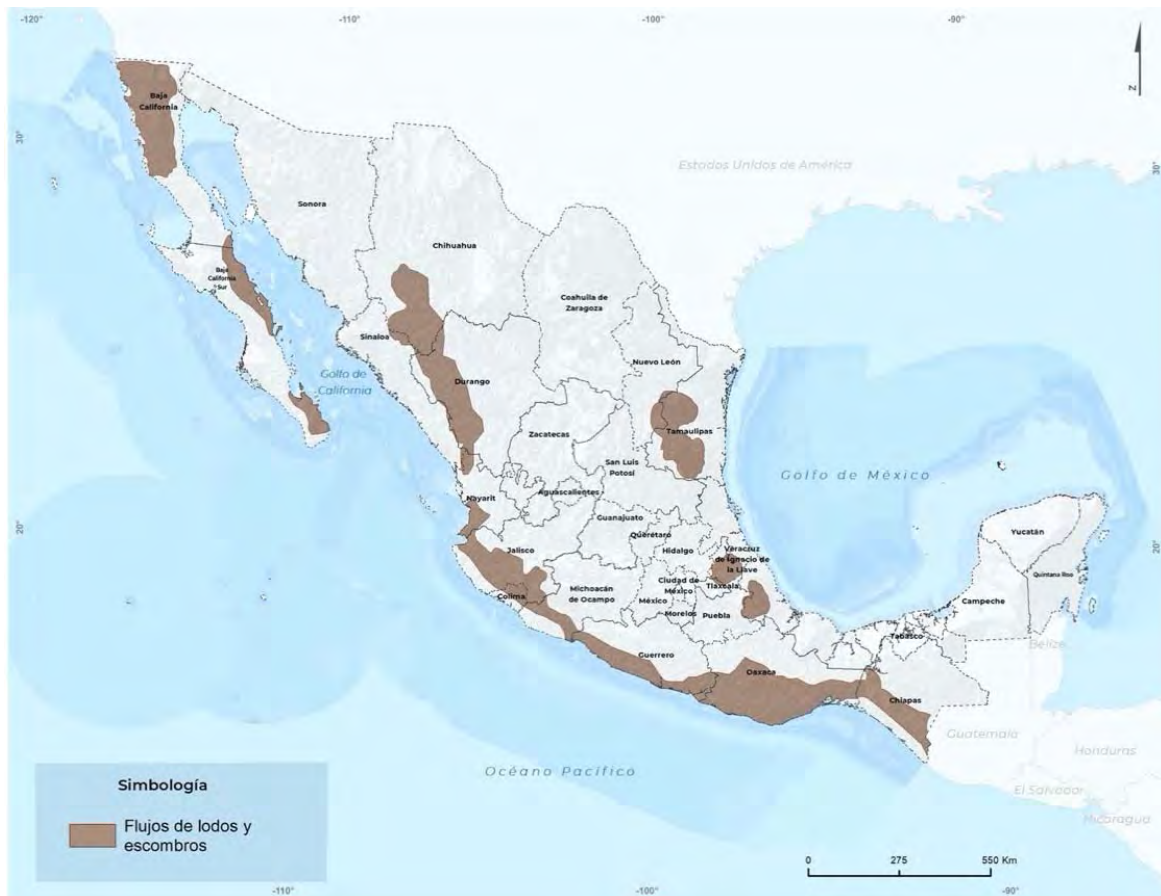 -120°
-110°
-100°
-90°
N
30°
30°
20°
20°
Estados Unidos de América
Baja
California
Sonora
Chihuahua
Baja
California
Sur
Coahuila de
Zaragoza
Sinaloa
Nuevo León
Golfo de
California
Durango
Tamaulipas
Zacatecas
San Luis
Potosí
Golfo de México
Nayarit
Aguascalientes
Guanajuato
Querétaro
Yucatán
Jalisco
Hidalgo
Veracruz
de Ignacio de
la Llave
Quintana Roo
Colima
Michoacán
de Ocampo
Ciudad de
México
Tlaxcala
Campeche
México
Morelos
Puebla
Tabasco
Belize
Guerrero
Oaxaca
Chiapas
Guatemala
Honduras
Océano Pacífico
El Salvador
Nicaragua
Simbología
Flujos de lodos y
escombros
0 275 550 Km
-110°
-100°
-90°